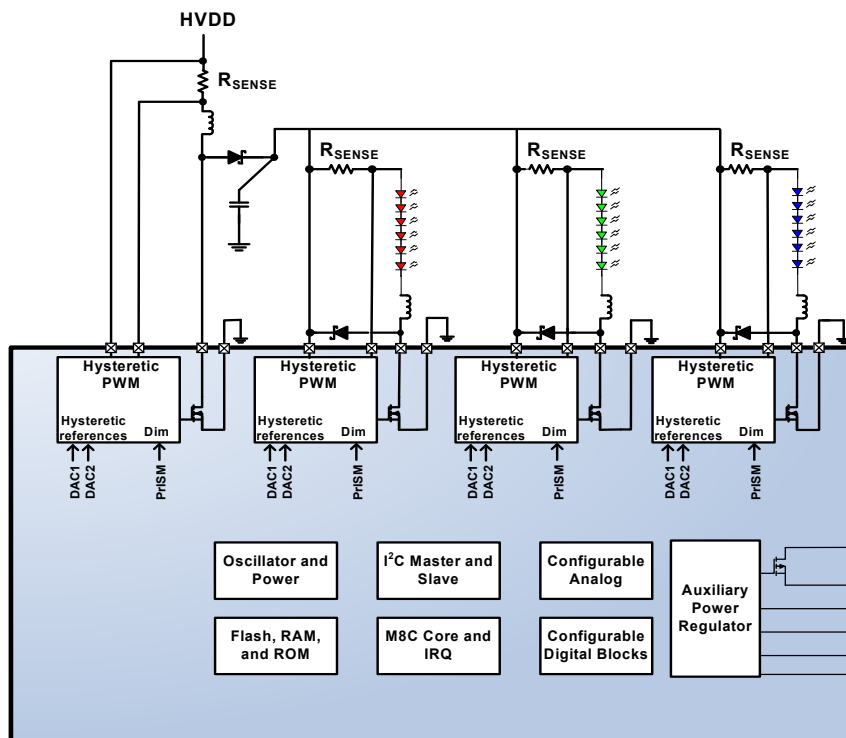 HVDD
RSENSE
RSENSE
RSENSE
RSENSE
Hysteretic
PWM
Hysteretic
references
Dim
DAC1
DAC2
PrISM
Hysteretic
PWM
Hysteretic
references
Dim
DAC1
DAC2
PrISM
Hysteretic
PWM
Hysteretic
references
Dim
DAC1
DAC2
PrISM
Hysteretic
PWM
Hysteretic
references
Dim
DAC1
DAC2
PrISM
Oscillator and
Power
I²C Master and
Slave
Configurable
Analog
Auxiliary
Power
Regulator
Flash, RAM,
and ROM
M8C Core and
IRQ
Configurable
Digital Blocks